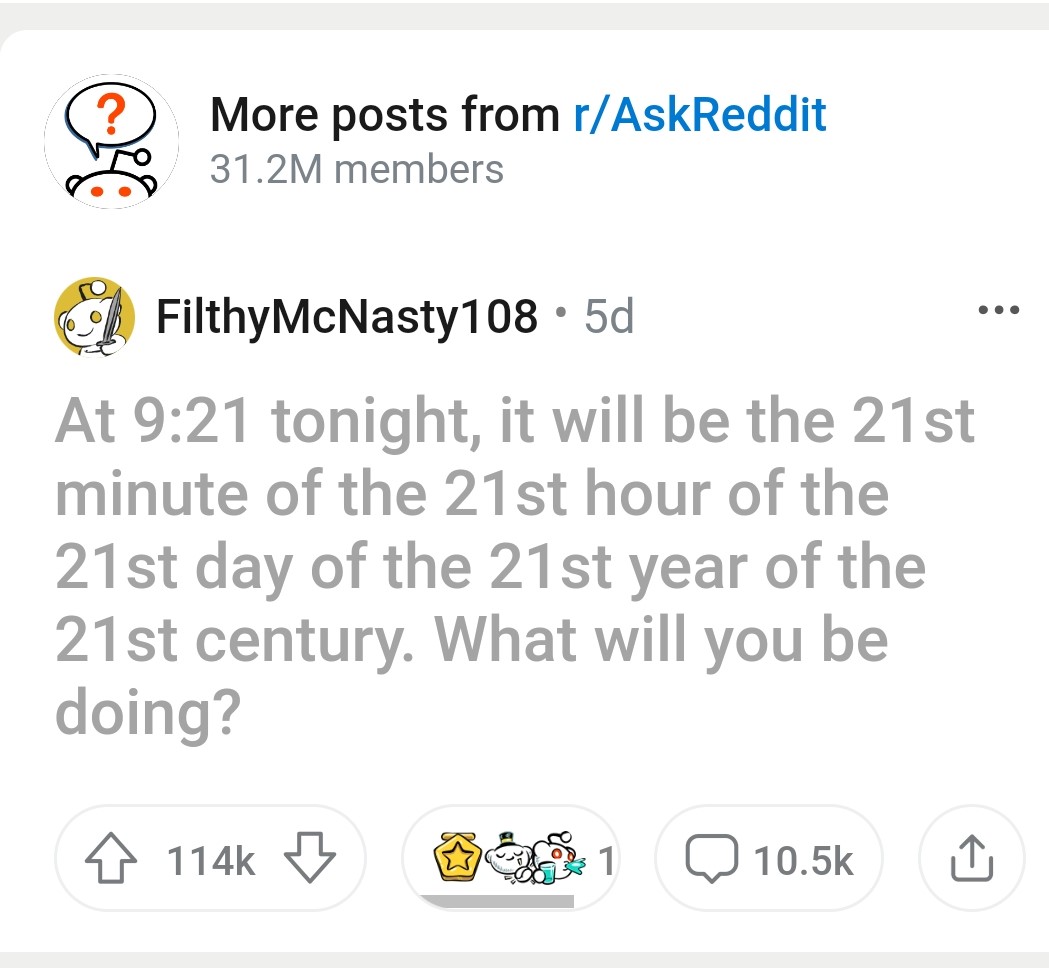 ?
More posts from r/AskReddit
31.2M members
FilthyMcNasty108 • 5d
At 9:21 tonight, it will be the 21st
minute of the 21st hour of the
21st day of the 21st year of the
21st century. What will you be
doing?
114k 1 10.5k